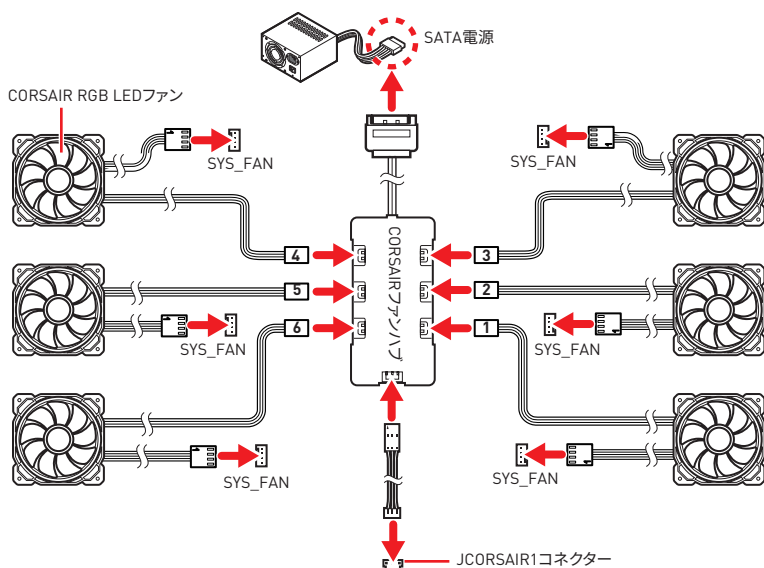 SATA電源
CORSAIR RGB LEDファン
SYS_FAN
SYS_FAN
CORSAIRファンハブ
4
3
5
2
6
1
SYS_FAN
SYS_FAN
SYS_FAN
SYS_FAN
JCORSAIR1コネクター